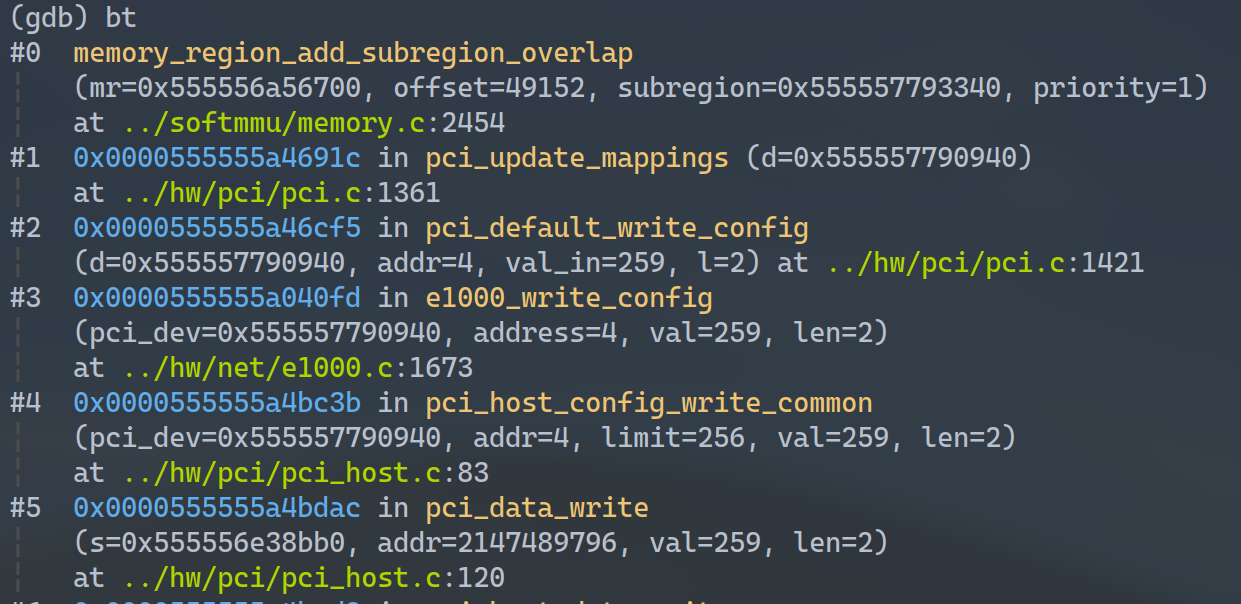 (gdb) bt
#0  memory_region_add_subregion_overlap
    (mr=0x555556a56700, offset=49152, subregion=0x555557793340, priority=1)
    at ../softmmu/memory.c:2454
#1  0x0000555555a4691c in pci_update_mappings (d=0x555557790940)
    at ../hw/pci/pci.c:1361
#2  0x0000555555a46cf5 in pci_default_write_config
    (d=0x555557790940, addr=4, val_in=259, l=2) at ../hw/pci/pci.c:1421
#3  0x0000555555a040fd in e1000_write_config
    (pci_dev=0x555557790940, address=4, val=259, len=2)
    at ../hw/net/e1000.c:1673
#4  0x0000555555a4bc3b in pci_host_config_write_common
    (pci_dev=0x555557790940, addr=4, limit=256, val=259, len=2)
    at ../hw/pci/pci_host.c:83
#5  0x0000555555a4bdac in pci_data_write
    (s=0x555556e38bb0, addr=2147489796, val=259, len=2)
    at ../hw/pci/pci_host.c:120